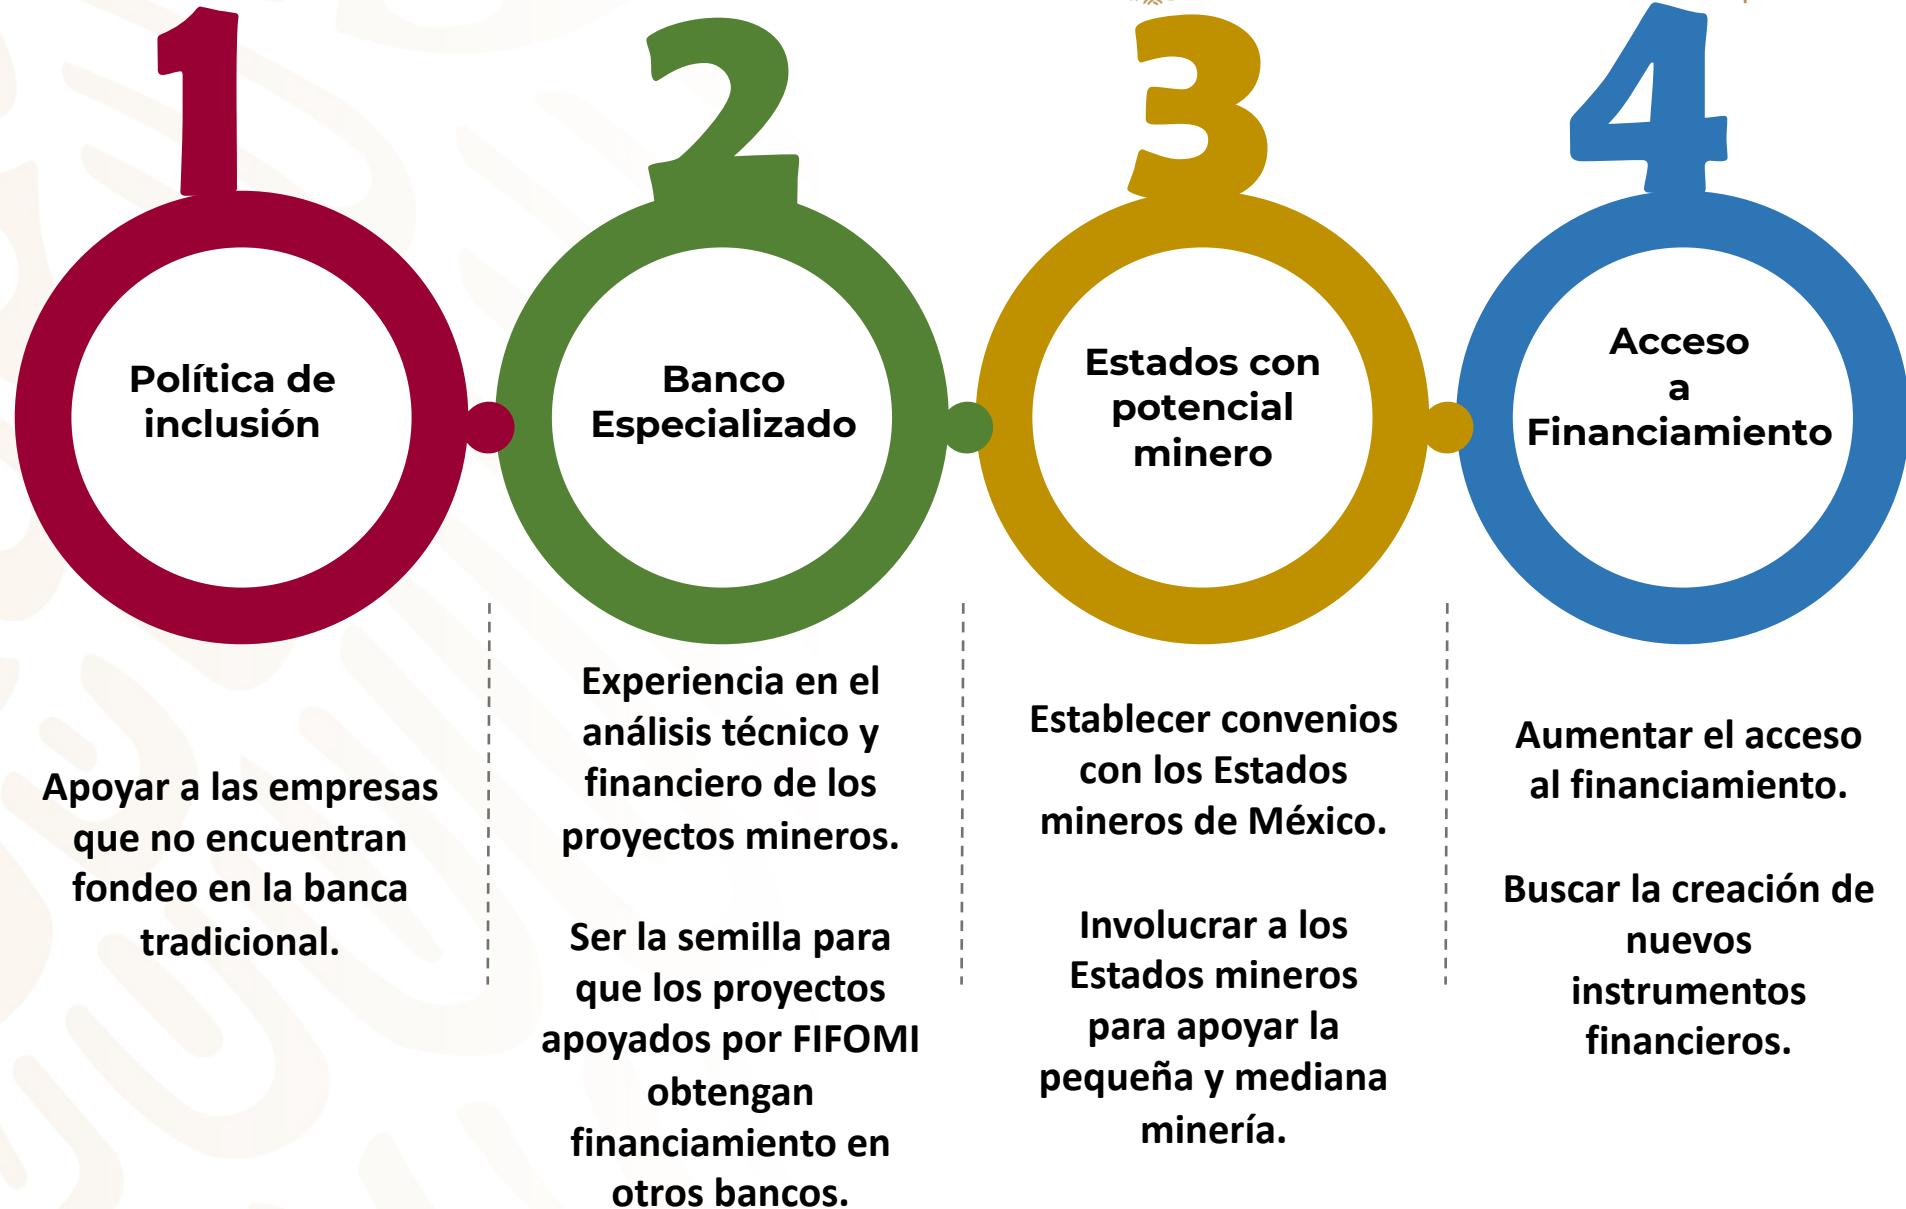 1
Política de
inclusión
Apoyar a las empresas
que no encuentran
fondeo en la banca
tradicional.
2
Banco
Especializado
Experiencia en el
análisis técnico y
financiero de los
proyectos mineros.
Ser la semilla para
que los proyectos
apoyados por FIFOMI
obtengan
financiamiento en
otros bancos.
3
Estados con
potencial
minero
Establecer convenios
con los Estados
mineros de México.
Involucrar a los
Estados mineros
para apoyar la
pequeña y mediana
minería.
4
Acceso
a
Financiamiento
Aumentar el acceso
al financiamiento.
Buscar la creación de
nuevos
instrumentos
financieros.